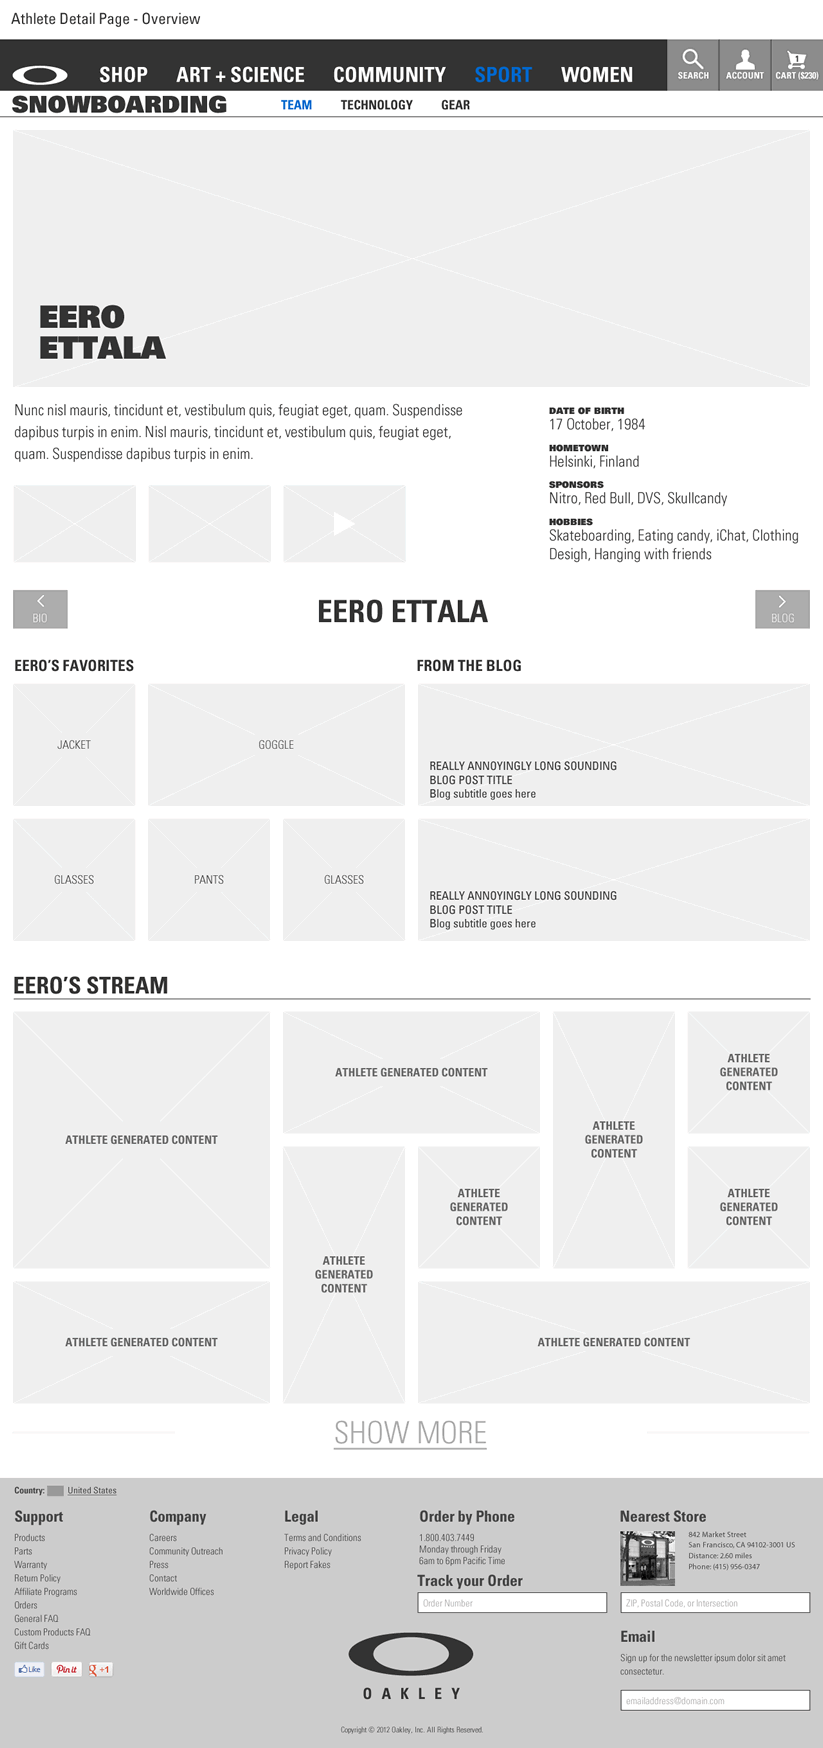 Athlete Detail Page - Overview
SHOP ART + SCIENCE COMMUNITY SPORT WOMEN
1
SEARCH ACCOUNT CART ($230)
SNOWBOARDING TEAM TECHNOLOGY GEAR
EERO
ETTALA
Nunc nisl mauris, tincidunt et, vestibulum quis, feugiat eget, quam. Suspendisse
dapibus turpis in enim. Nisl mauris, tincidunt et, vestibulum quis, feugiat eget,
quam. Suspendisse dapibus turpis in enim.
DATE OF BIRTH
17 October, 1984
HOMETOWN
Helsinki, Finland
SPONSORS
Nitro, Red Bull, DVS, Skullcandy
HOBBIES
Skateboarding, Eating candy, iChat, Clothing
Desigh, Hanging with friends
BIO
EERO ETTALA
BLOG
EERO'S FAVORITES
JACKET
GOGGLE
GLASSES
PANTS
GLASSES
FROM THE BLOG
REALLY ANNOYINGLY LONG SOUNDING
BLOG POST TITLE
Blog subtitle goes here
REALLY ANNOYINGLY LONG SOUNDING
BLOG POST TITLE
Blog subtitle goes here
EERO'S STREAM
ATHLETE GENERATED CONTENT
ATHLETE GENERATED CONTENT
ATHLETE
GENERATED
CONTENT
ATHLETE
GENERATED
CONTENT
ATHLETE
GENERATED
CONTENT
ATHLETE
GENERATED
CONTENT
ATHLETE
GENERATED
CONTENT
ATHLETE GENERATED CONTENT
ATHLETE GENERATED CONTENT
SHOW MORE
Country: United States
Support
Products
Parts
Warranty
Return Policy
Affiliate Programs
Orders
General FAQ
Custom Products FAQ
Gift Cards
Like
Pin it
g +1
Company
Careers
Community Outreach
Press
Contact
Worldwide Offices
Legal
Terms and Conditions
Privacy Policy
Report Fakes
Order by Phone
1.800.403.7449
Monday through Friday
6am to 6pm Pacific Time
Track your Order
Order Number
Nearest Store
842 Market Street
San Francisco, CA 94102-3001 US
Distance: 2.60 miles
Phone: (415) 956-0347
ZIP, Postal Code, or Intersection
Email
Sign up for the newsletter ipsum dolor sit amet
consectetur.
emailaddress@domain.com
OAKLEY
Copyright © 2012 Oakley, Inc. All Rights Reserved.